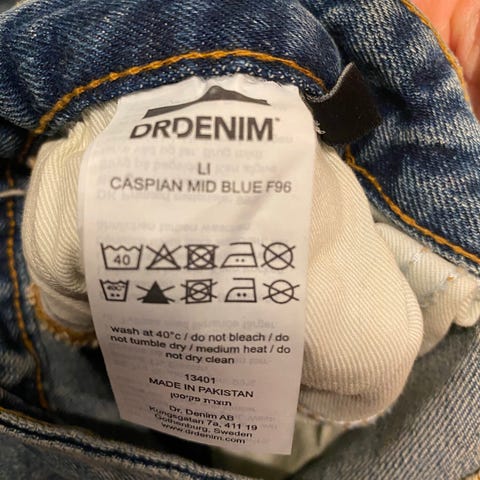 DRDENIM
LI
CASPIAN MID BLUE F96
40
wash at 40°c / do not bleach / do
not tumble dry / medium heat / do
not dry clean
13401
MADE IN PAKISTAN
תוצרת פקיסטן
Dr. Denim AB
Kungsgatan 7a, 411 19
Gothenburg, Sweden
www.drdenim.com